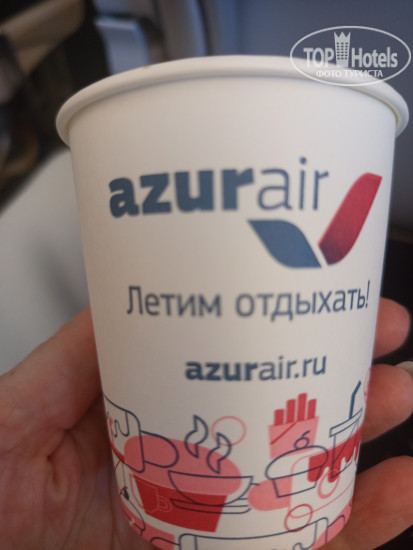 TOP Hotels
ФОТО ТУРИСТА
azurair
Летим отдыхать!
azurair.ru